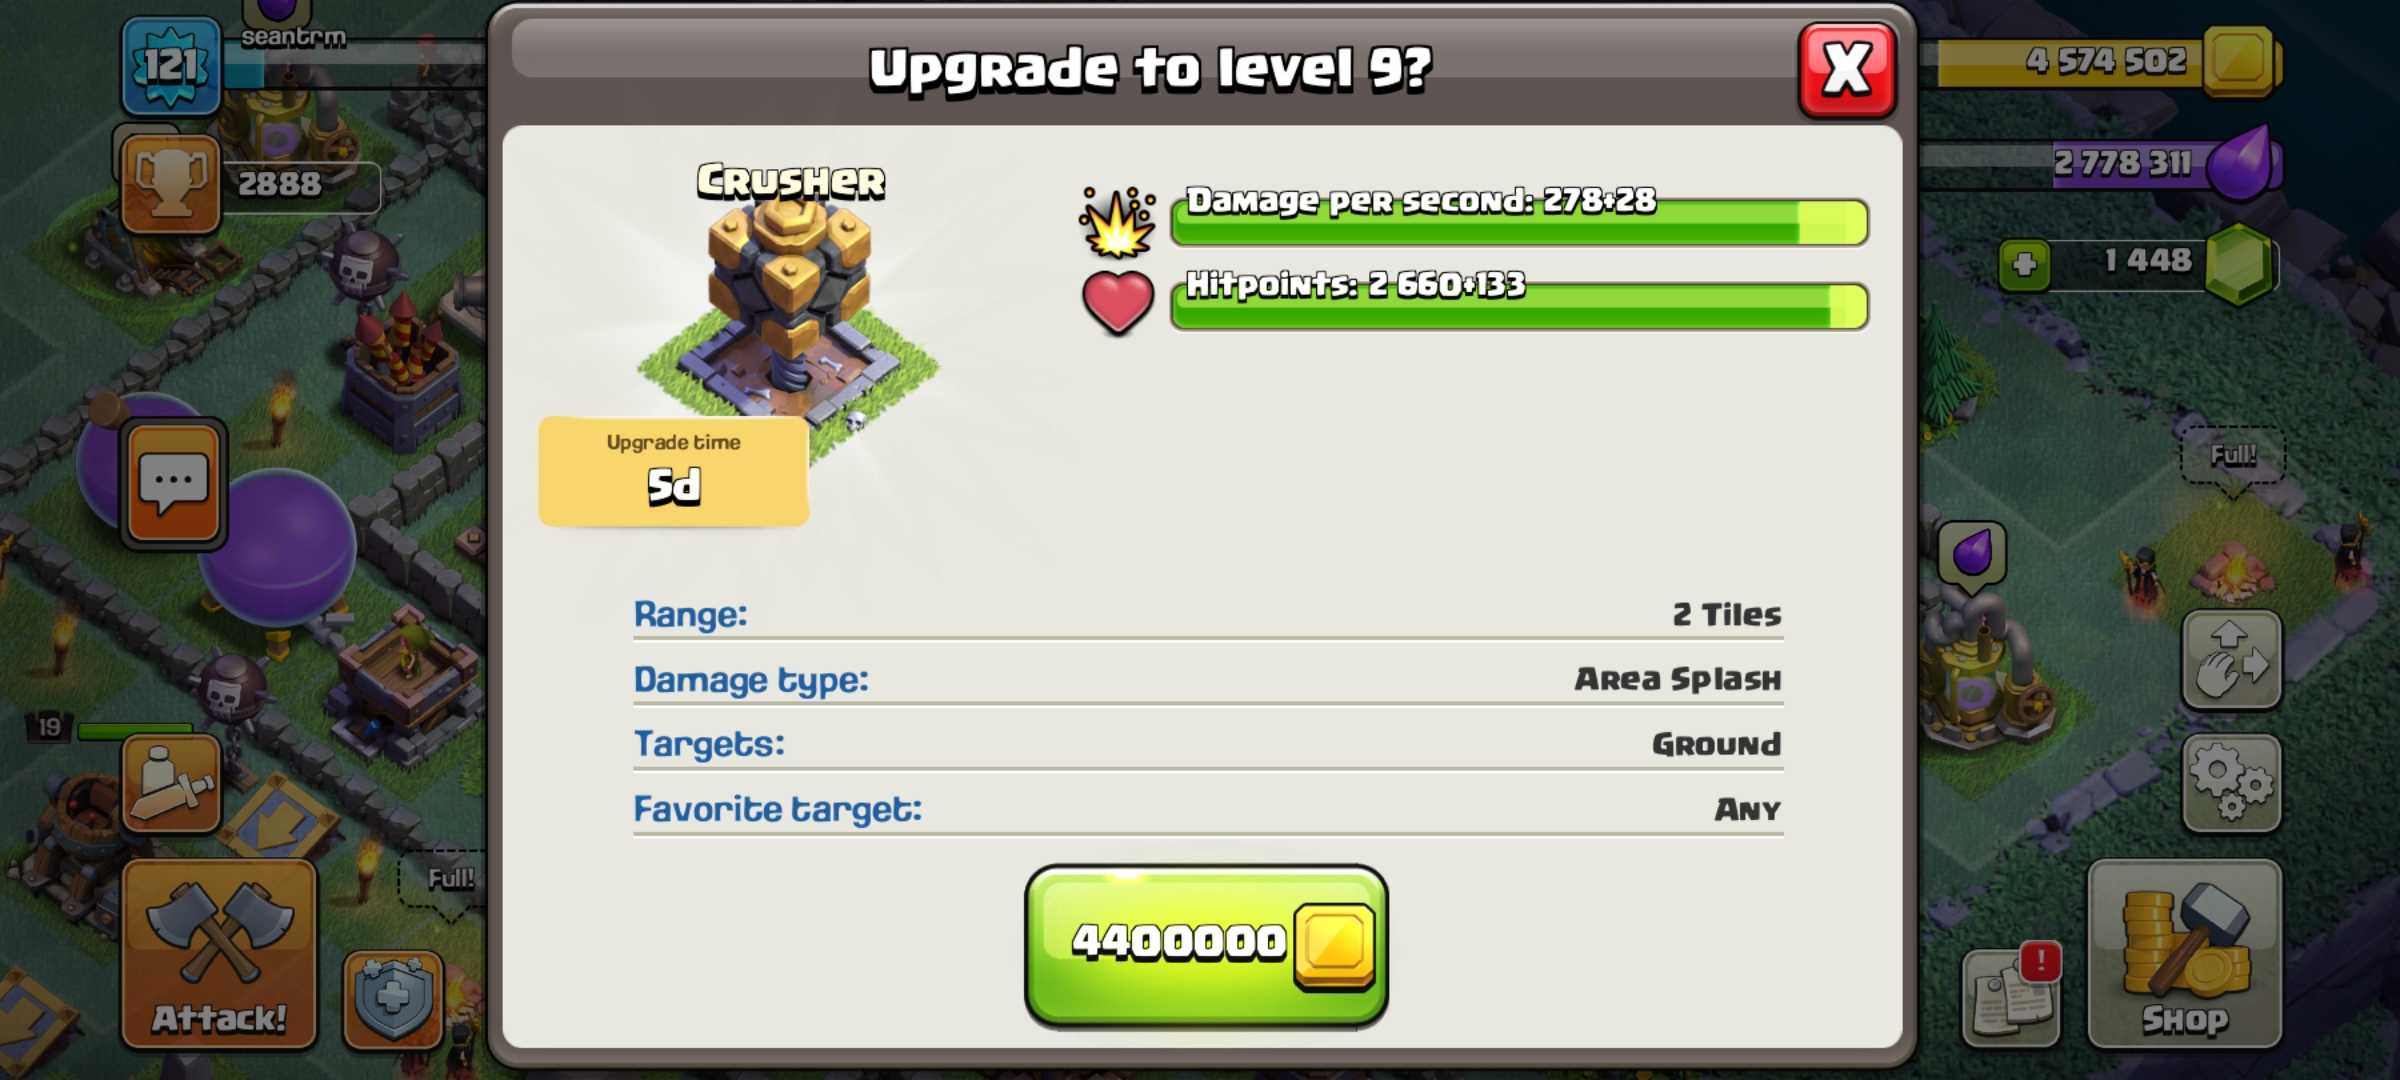 seantrm
121
2888
Upgrade to level 9?
X
4 574 502
2 778 311
1 448
Crusher
Damage per second: 278+28
Hitpoints: 2 660+133
Upgrade time
5d
Full!
Range: 2 Tiles
Damage type: Area Splash
Targets: Ground
Favorite target: Any
19
Full!
4400000
Attack!
!
Shop